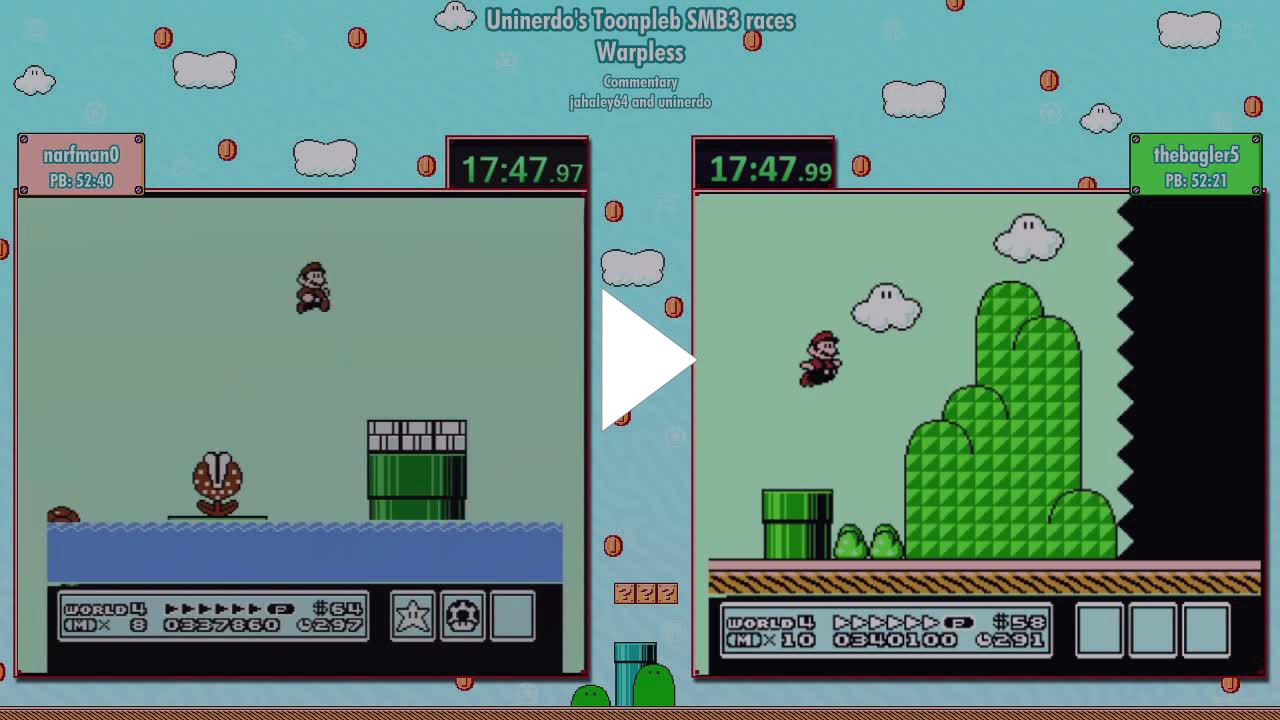 Uninerdo's Toonpleb SMB3 races
Warpless
Commentary
jahaley64 and uninerdo
narfman0
PB: 52:40
17:47.97
17:47.99
thebagler5
PB: 52:21
WORLD 4 P $64
(M)× 8 0337860 297
WORLD 4 P $58
(M)×10 0340100 291
? ? ?